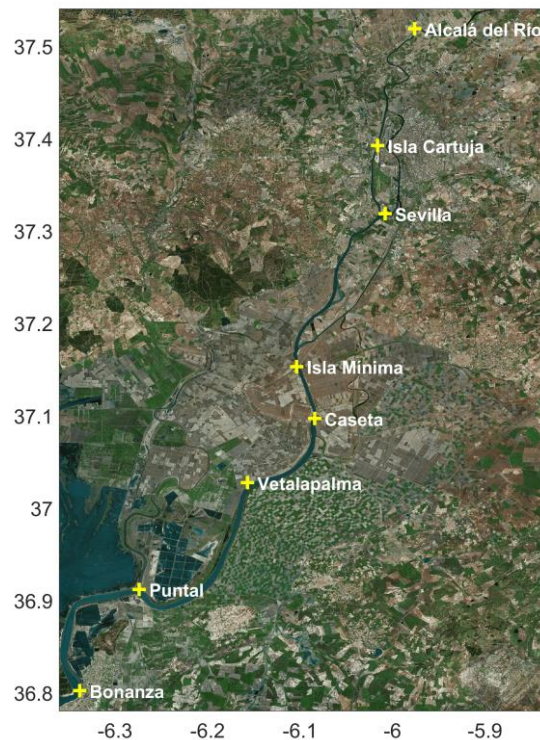 37.5
Alcalá del Río
37.4
Isla Cartuja
37.3
Sevilla
37.2
Isla Mínima
37.1
Caseta
37
Vetalapalma
36.9
Puntal
36.8
Bonanza
-6.3 -6.2 -6.1 -6 -5.9